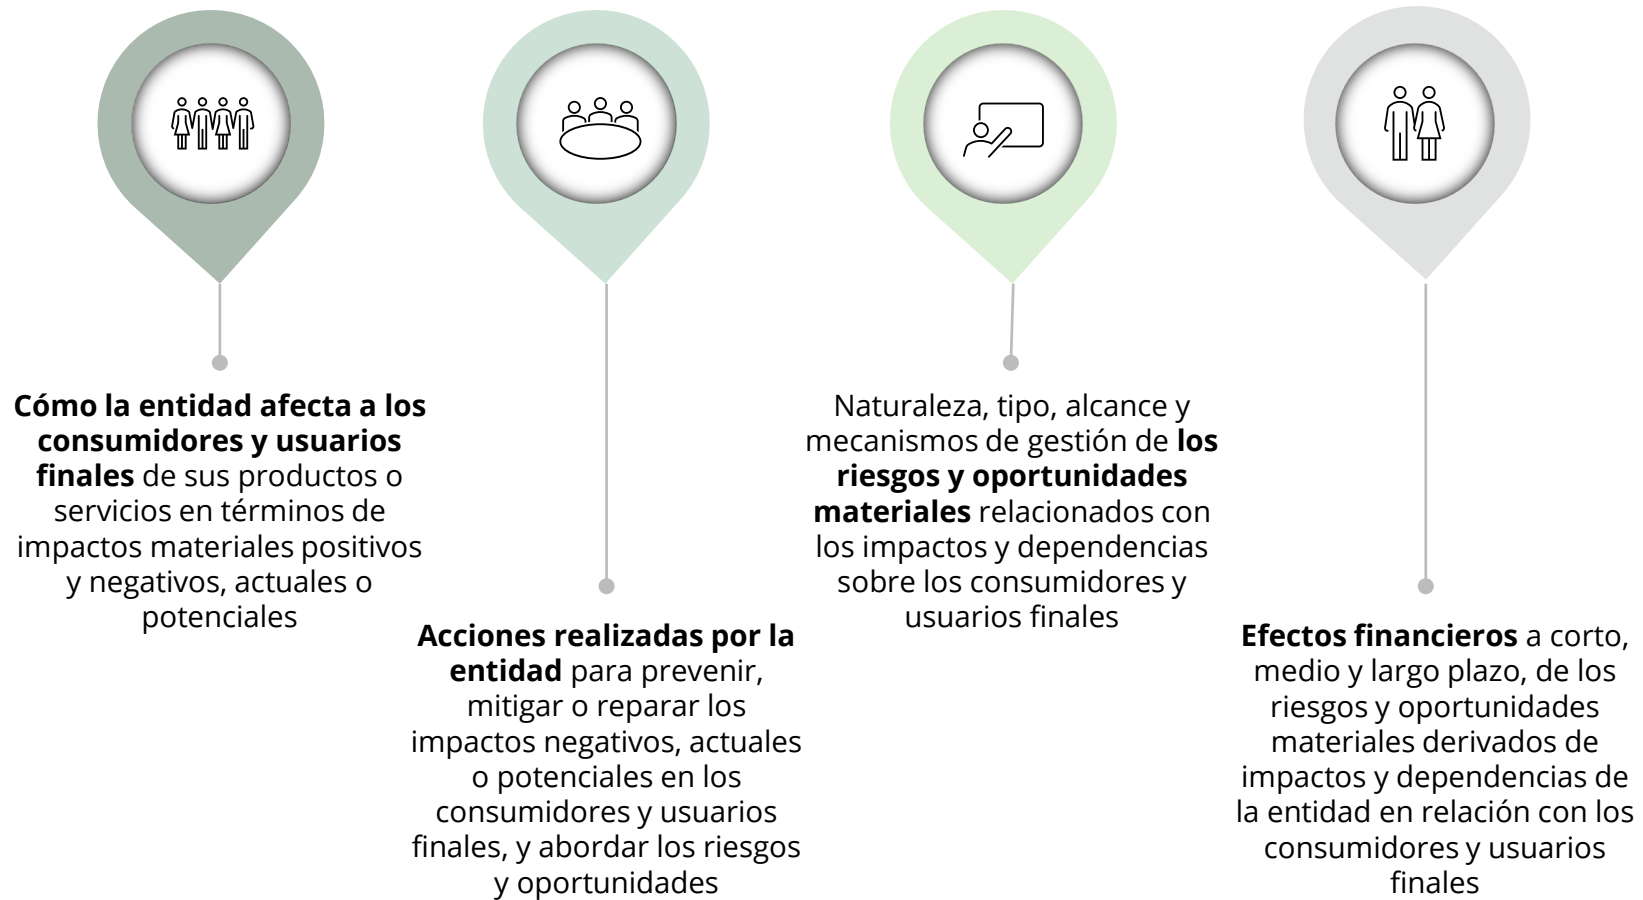 Cómo la entidad afecta a los
consumidores y usuarios
finales de sus productos o
servicios en términos de
impactos materiales positivos
y negativos, actuales o
potenciales
Acciones realizadas por la
entidad para prevenir,
mitigar o reparar los
impactos negativos, actuales
o potenciales en los
consumidores y usuarios
finales, y abordar los riesgos
y oportunidades
Naturaleza, tipo, alcance y
mecanismos de gestión de los
riesgos y oportunidades
materiales relacionados con
los impactos y dependencias
sobre los consumidores y
usuarios finales
Efectos financieros a corto,
medio y largo plazo, de los
riesgos y oportunidades
materiales derivados de
impactos y dependencias de
la entidad en relación con los
consumidores y usuarios
finales